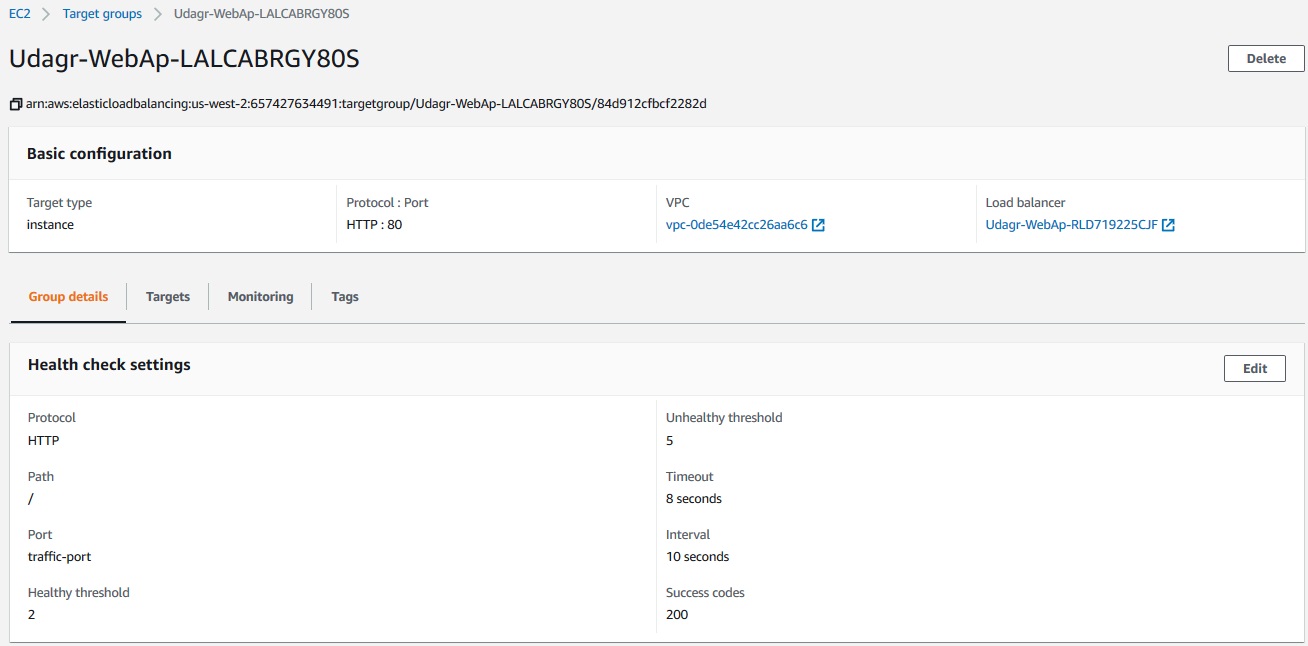 EC2 > Target groups > Udagr-WebAp-LALCABRGY80S
Udagr-WebAp-LALCABRGY80S
Delete
arn:aws:elasticloadbalancing:us-west-2:657427634491:targetgroup/Udagr-WebAp-LALCABRGY80S/84d912cfbcf2282d
Basic configuration
Target type
instance
Protocol : Port
HTTP : 80
VPC
vpc-0de54e42cc26aa6c6
Load balancer
Udagr-WebAp-RLD719225CJF
Group details
Targets
Monitoring
Tags
Health check settings
Edit
Protocol
HTTP
Path
/
Port
traffic-port
Healthy threshold
2
Unhealthy threshold
5
Timeout
8 seconds
Interval
10 seconds
Success codes
200